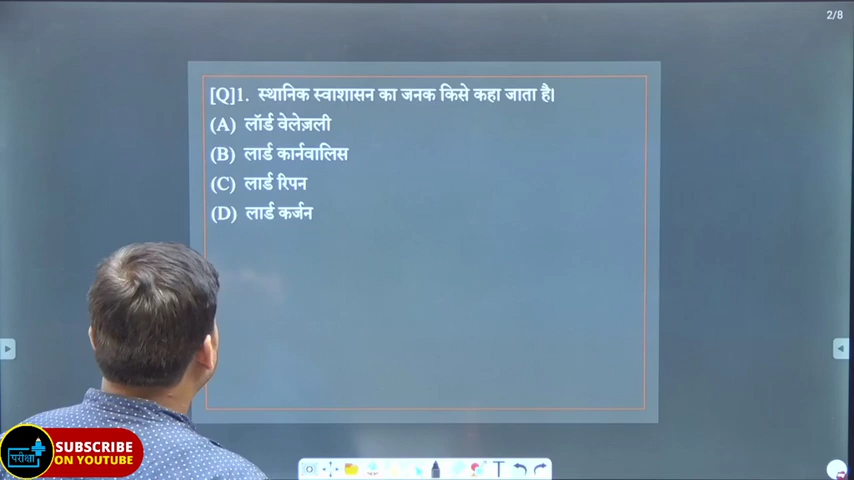 2/8
[Q]1. स्थानिक स्वाशासन का जनक किसे कहा जाता है।
(A) लॉर्ड वेलेज़ली
(B) लार्ड कार्नवालिस
(C) लार्ड रिपन
(D) लार्ड कर्जन
परीक्षा
SUBSCRIBE
ON YOUTUBE
T